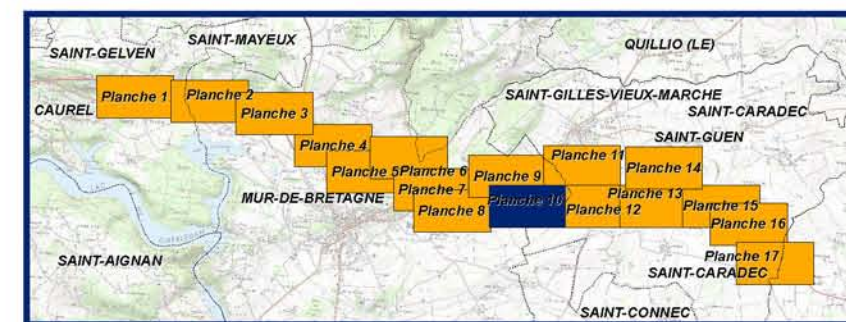 SAINT-MAYEUX
QUILLIO (LE)
SAINT-GELVEN
Planche 1
Planche 2
SAINT-GILLES-VIEUX-MARCHE
CAUREL
Planche 3
SAINT-CARADEC
Planche 4
SAINT-GUEN
Planche 11
Planche 14
Planche 5
Planche 6
Planche 9
Planche 7
Planche 13
MUR-DE-BRETAGNE
Planche 10
Planche 15
Planche 8
Planche 12
Planche 16
SAINT-AIGNAN
Planche 17
SAINT-CARADEC
SAINT-CONNEC